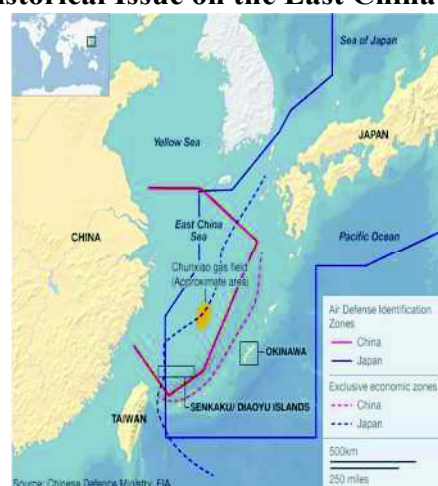 storical Issue on the East China
Sea of Japan
JAPAN
Yellow Sea
CHINA
East China
Sea
Pacific Ocean
Chunxiao gas field
(Approximate area)
OKINAWA
SENKAKU/ DIAOYU ISLANDS
TAIWAN
Air Defense Identification
Zones
China
Japan
Exclusive economic zones
China
Japan
500km
250 miles
Source: Chinese Defence Ministry, EIA